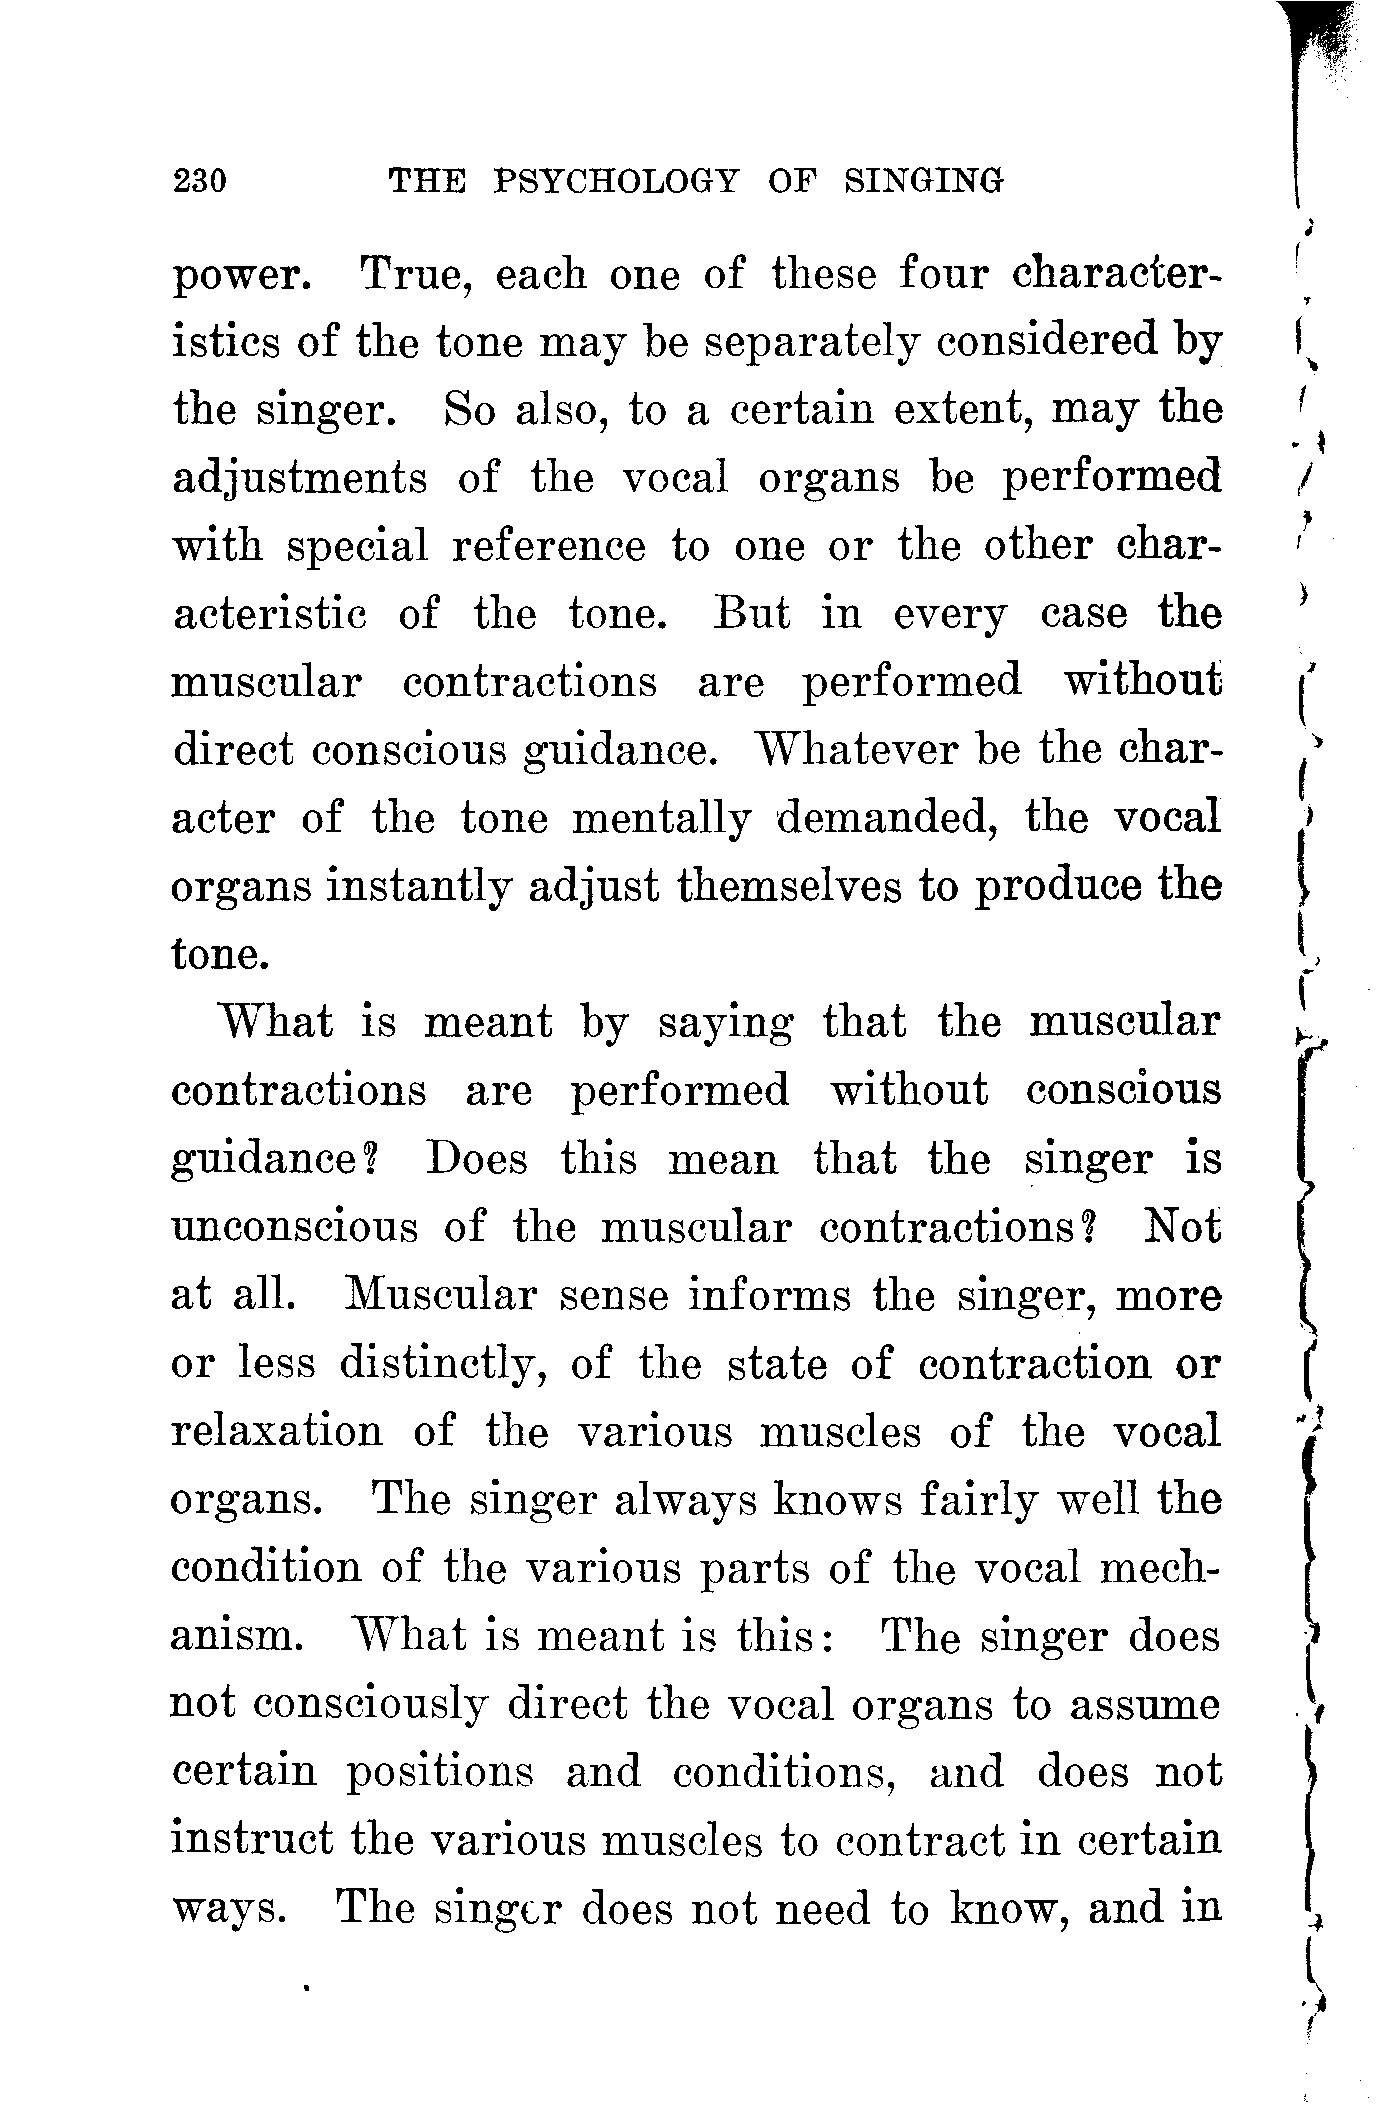 230 THE PSYCHOLOGY OF SINGING
power. True, each one of these four character-
istics of the tone may be separately considered by
the singer. So also, to a certain extent, may the
adjustments of the vocal organs be performed
with special reference to one or the other char-
acteristic of the tone. But in every case the
muscular contractions are performed without
direct conscious guidance. Whatever be the char-
acter of the tone mentally demanded, the vocal
organs instantly adjust themselves to produce the
tone.
What is meant by saying that the muscular
contractions are performed without conscious
guidance? Does this mean that the singer is
unconscious of the muscular contractions? Not
at all. Muscular sense informs the singer, more
or less distinctly, of the state of contraction or
relaxation of the various muscles of the vocal
organs. The singer always knows fairly well the
condition of the various parts of the vocal mech-
anism. What is meant is this: The singer does
not consciously direct the vocal organs to assume
certain positions and conditions, and does not
instruct the various muscles to contract in certain
ways. The singer does not need to know, and in